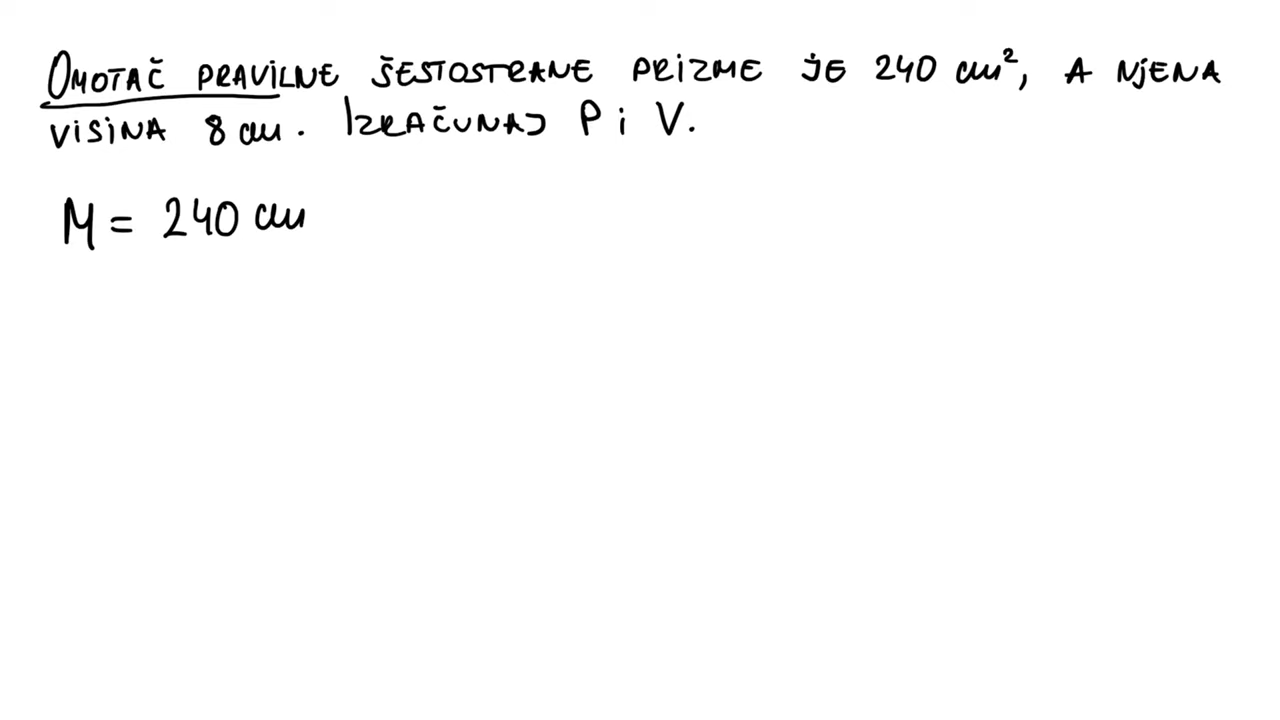 OMOTAČ PRAVILNE ŠESTOSTRANE PRIZME JE 240 cm², A NJENA
VISINA 8 cm. IZRAČUNAJ P i V.
M = 240 cm